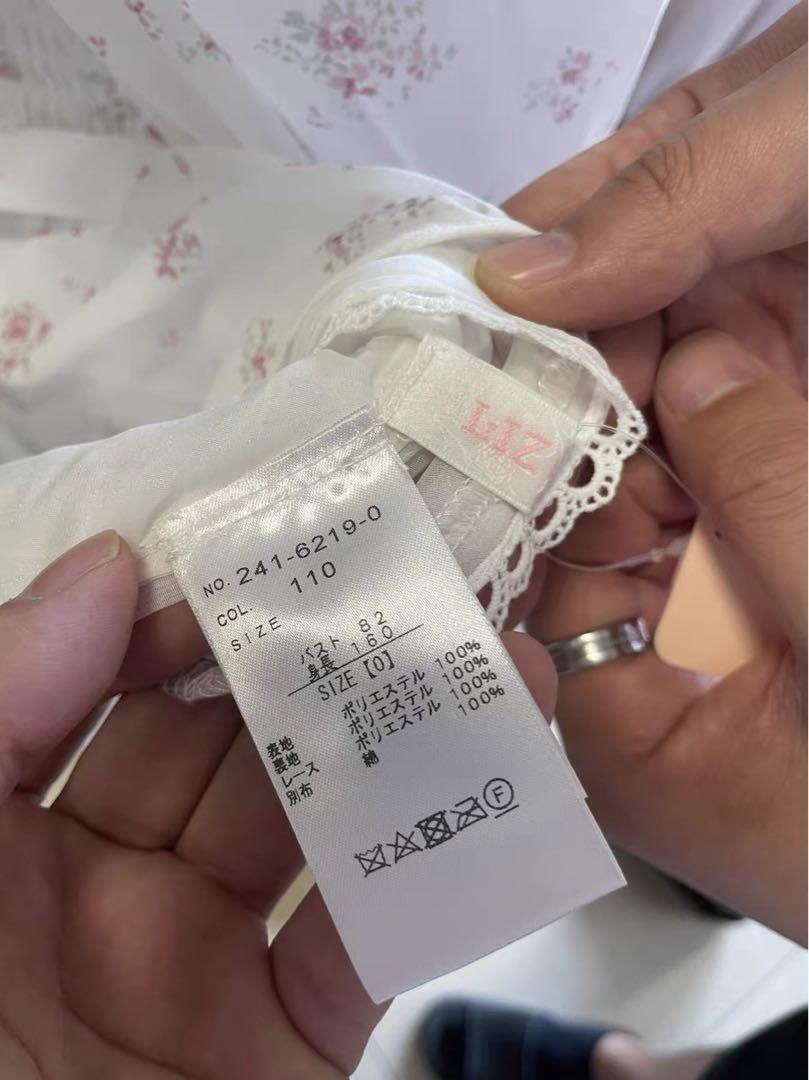 L·IZ
NO. 241-6219-0
COL. 110
SIZE
バスト 82
身長 160
SIZE【0】
表地 ポリエステル 100%
裏地 ポリエステル 100%
レース ポリエステル 100%
別布 綿 100%
F